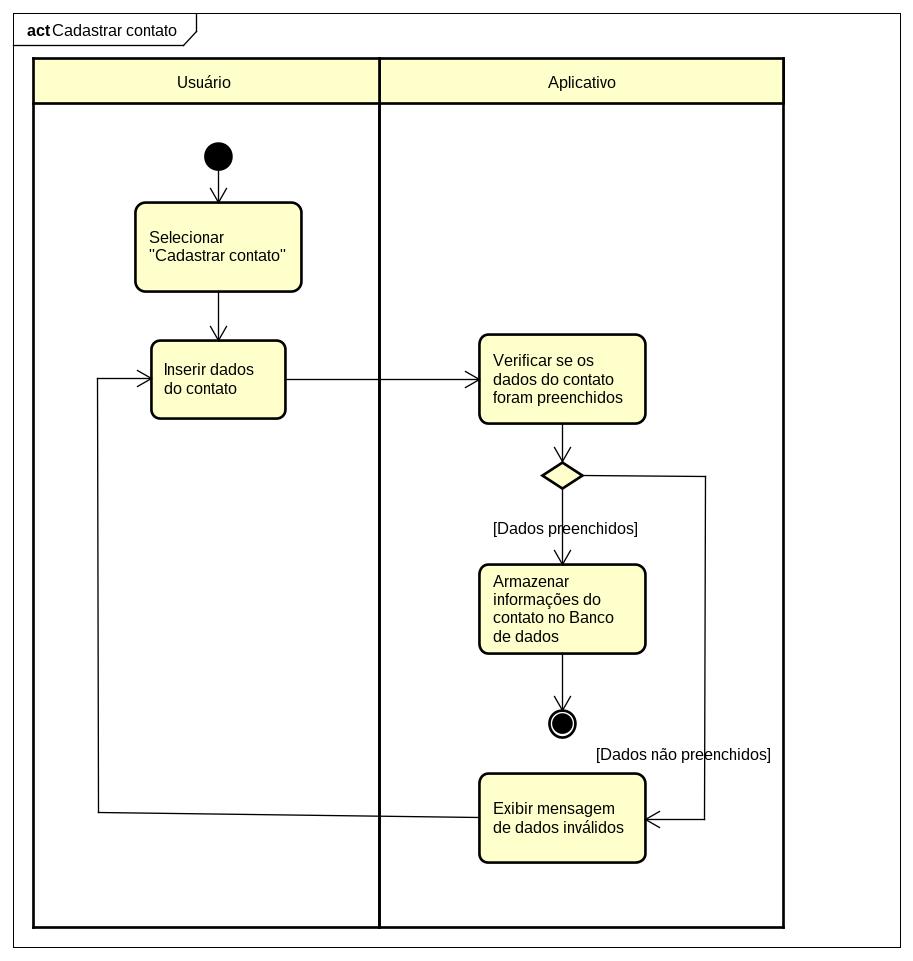 act Cadastrar contato
Usuário
Aplicativo
Selecionar
"Cadastrar contato"
Inserir dados
do contato
Verificar se os
dados do contato
foram preenchidos
[Dados preenchidos]
Armazenar
informações do
contato no Banco
de dados
[Dados não preenchidos]
Exibir mensagem
de dados inválidos